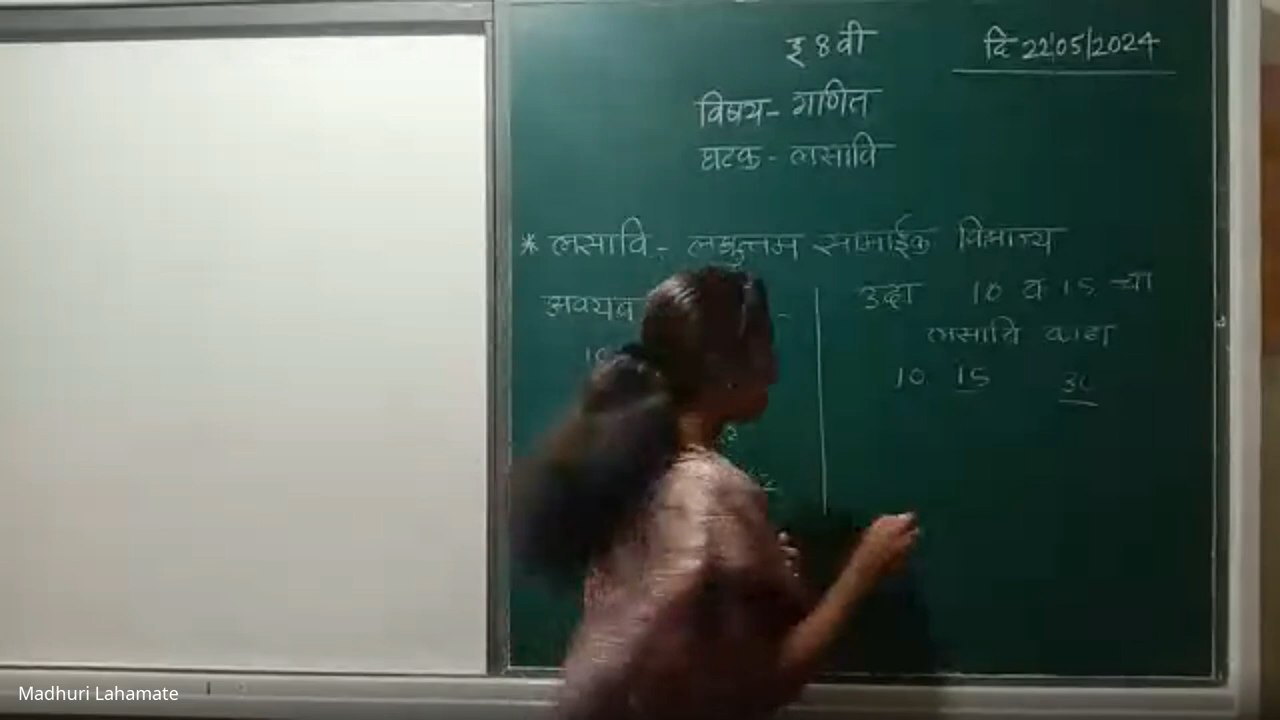 इ 8 वी
दि 22/05/2024
विषय - गणित
घटक - लसावि
* लसावि - लघुत्तम सामाईक विभाज्य
अवयव
उदा 10 व 15 चा
लसावि काढा
10 15 30
Madhuri Lahamate